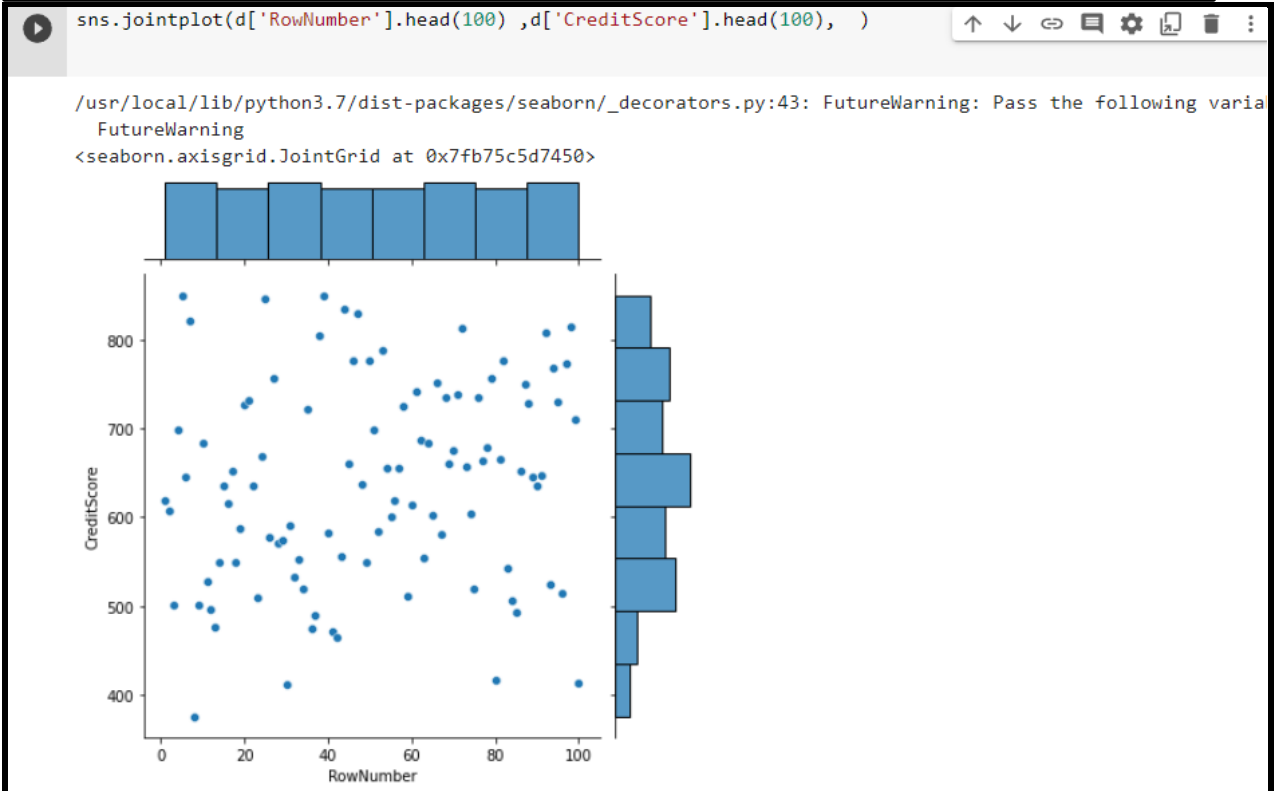 sns.jointplot(d['RowNumber'].head(100) ,d['CreditScore'].head(100),  )
/usr/local/lib/python3.7/dist-packages/seaborn/_decorators.py:43: FutureWarning: Pass the following
FutureWarning
<seaborn.axisgrid.JointGrid at 0x7fb75c5d7450>
800
700
600
500
400
CreditScore
0 20 40 60 80 100
RowNumber